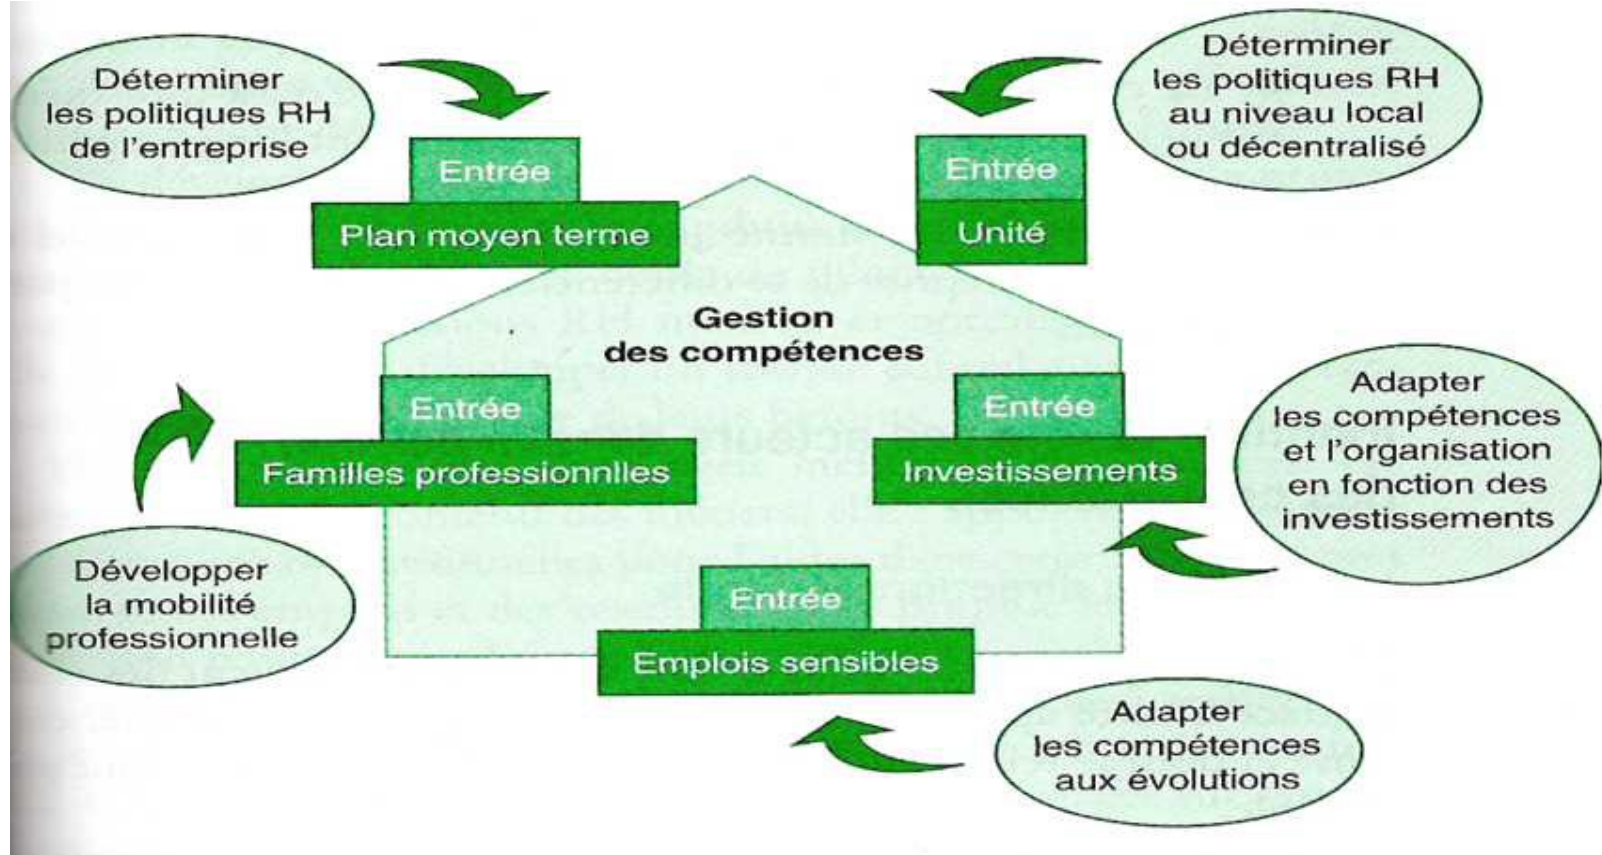 Déterminer
les politiques RH
de l'entreprise
Entrée
Plan moyen terme
Déterminer
les politiques RH
au niveau local
ou décentralisé
Entrée
Unité
Gestion
des compétences
Entrée
Familles professionnlles
Entrée
Investissements
Adapter
les compétences
et l'organisation
en fonction des
investissements
Développer
la mobilité
professionnelle
Entrée
Emplois sensibles
Adapter
les compétences
aux évolutions